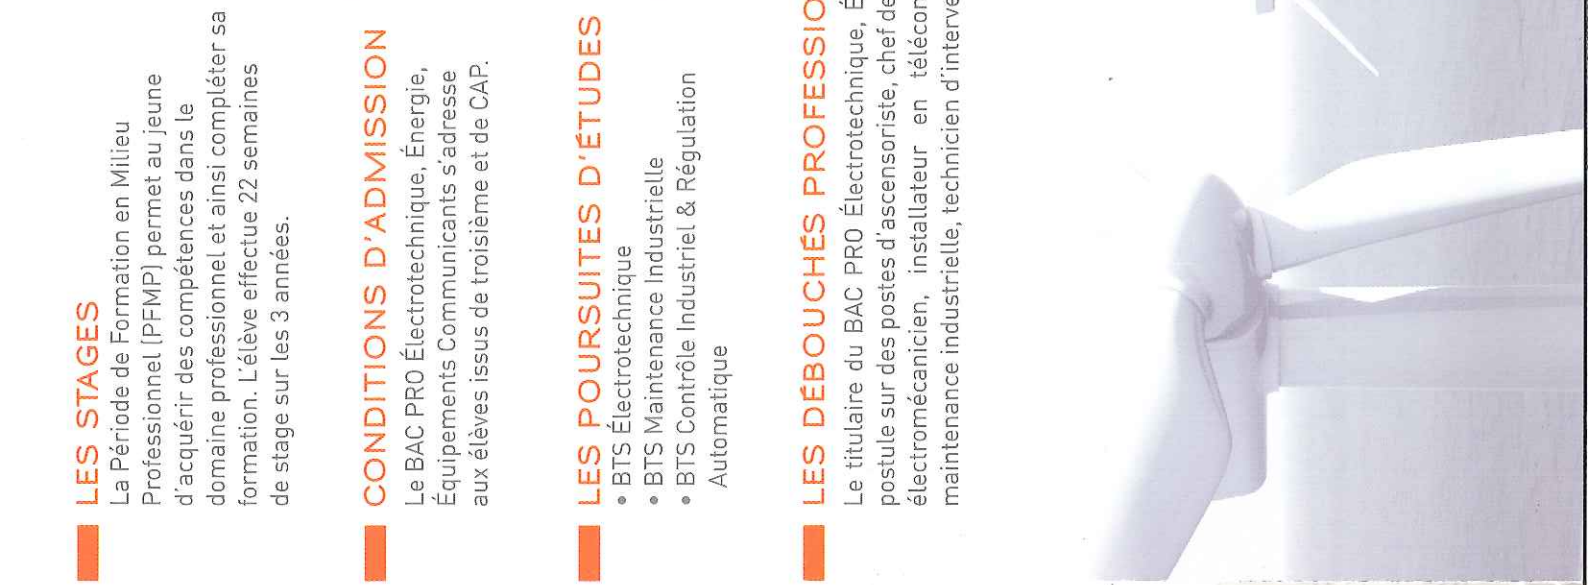 LES STAGES
La Période de Formation en Milieu
Professionnel (PFMP) permet au jeune
d'acquérir des compétences dans le
domaine professionnel et ainsi compléter sa
formation. L'élève effectue 22 semaines
de stage sur les 3 années.
CONDITIONS D'ADMISSION
Le BAC PRO Électrotechnique, Énergie,
Équipements Communicants s'adresse
aux élèves issus de troisième et de CAP.
LES POURSUITES D'ÉTUDES
• BTS Électrotechnique
• BTS Maintenance Industrielle
• BTS Contrôle Industriel & Régulation
Automatique
LES DÉBOUCHÉS PROFESSIO
Le titulaire du BAC PRO Électrotechnique, É
postule sur des postes d'ascensoriste, chef de
électromécanicien, installateur en télécon
maintenance industrielle, technicien d'interve